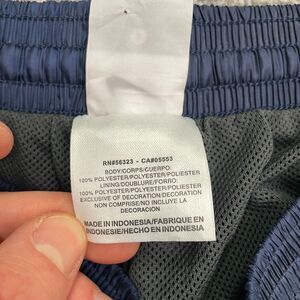 RN#56323 - CA#05553
BODY/CORPS/CUERPO:
100% POLYESTER/POLYESTER/POLIESTER
LINING/DOUBLURE/FORRO:
100% POLYESTER/POLYESTER/POLIESTER
EXCLUSIVE OF DECORATION/DECORATION
NON COMPRISE/NO INCLUYE LA
DECORACION
MADE IN INDONESIA/FABRIQUE EN
INDONESIE/HECHO EN INDONESIA